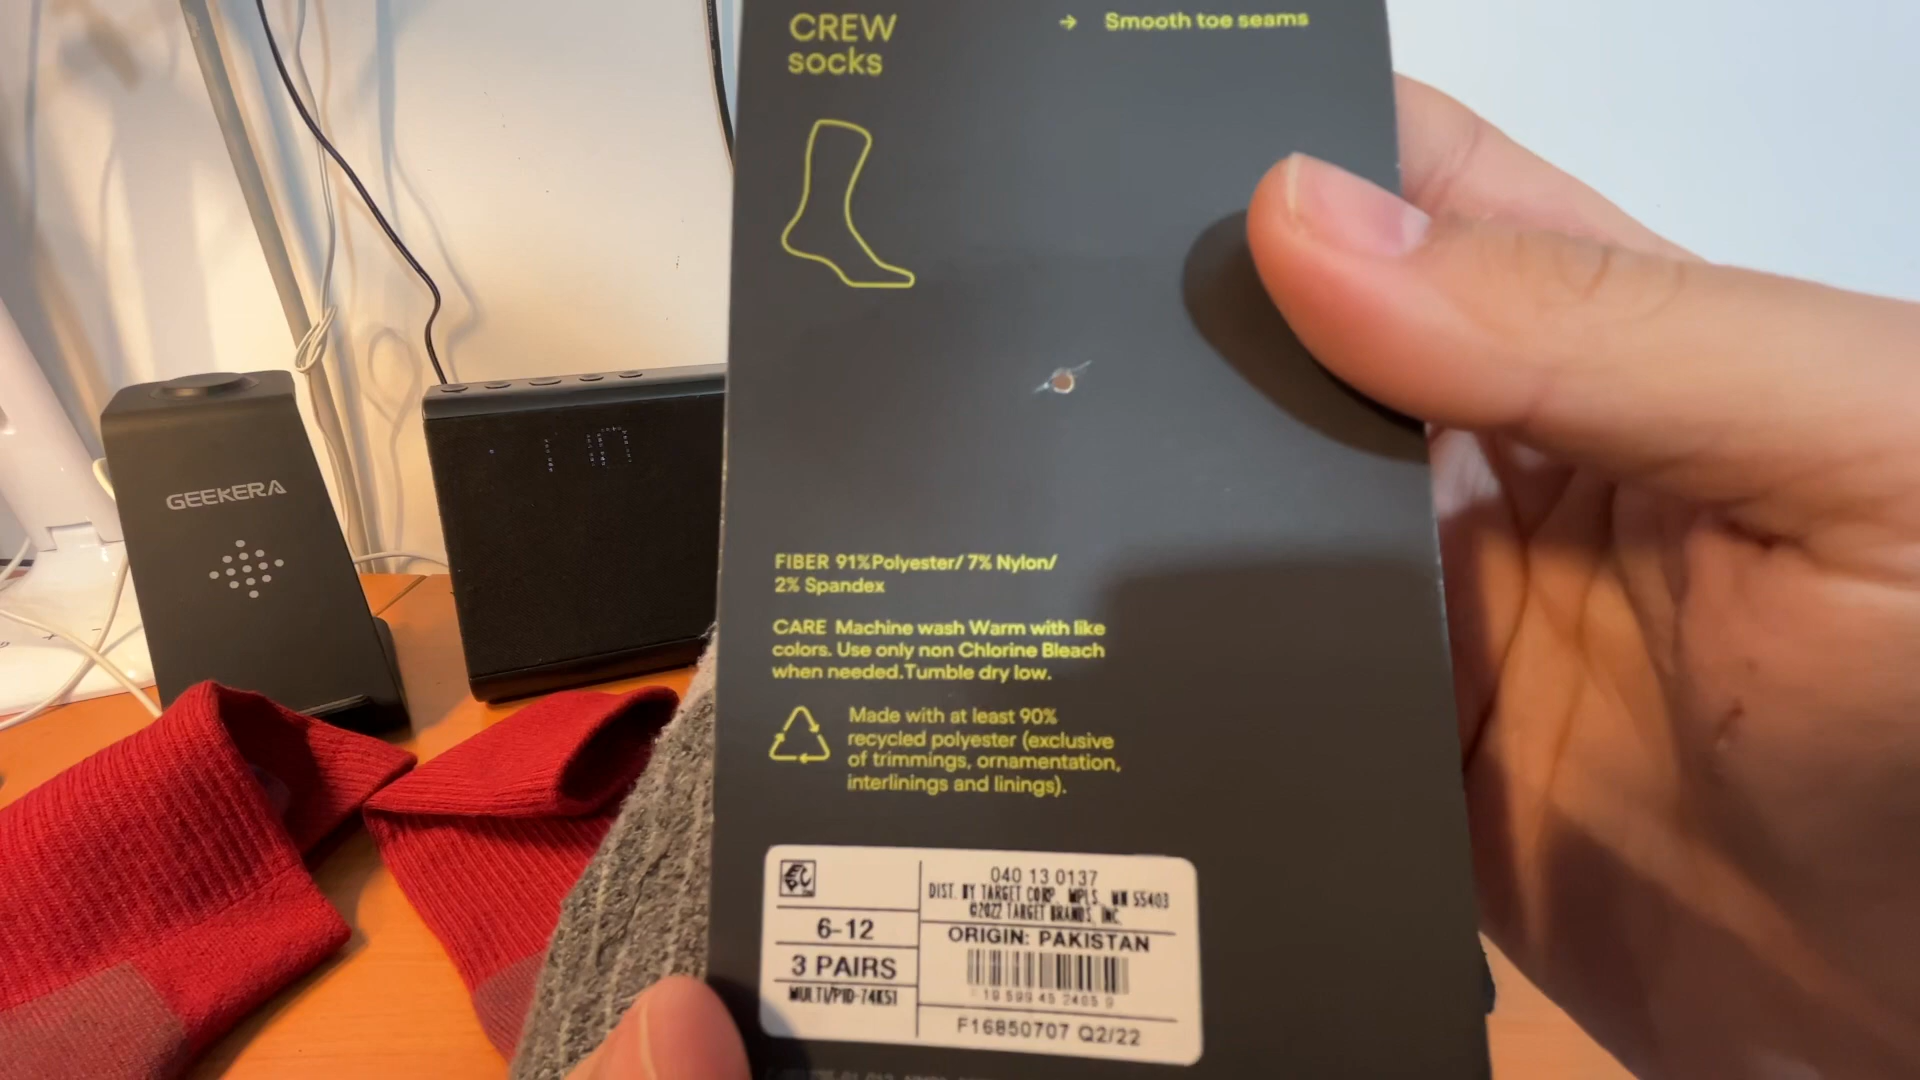 CREW
socks
→ Smooth toe seams
GEEKERA
FIBER 91%Polyester/ 7% Nylon/
2% Spandex
CARE Machine wash Warm with like
colors. Use only non Chlorine Bleach
when needed.Tumble dry low.
Made with at least 90%
recycled polyester (exclusive
of trimmings, ornamentation,
interlinings and linings).
6-12
3 PAIRS
MULTI/PID-74KS1
040 13 0137
DIST. BY TARGET CORP. MPLS, MN 55403
©2022 TARGET BRANDS, INC.
ORIGIN: PAKISTAN
F16850707 Q2/22